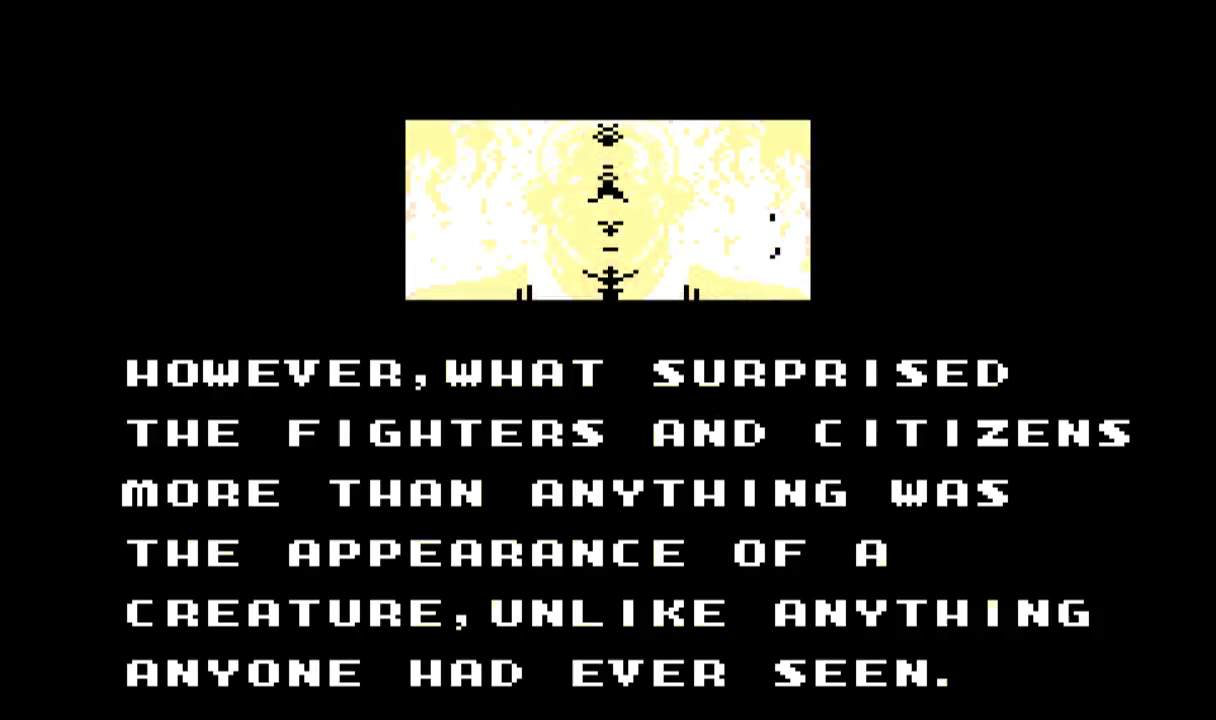 HOWEVER,WHAT SURPRISED
THE FIGHTERS AND CITIZENS
MORE THAN ANYTHING WAS
THE APPEARANCE OF A
CREATURE,UNLIKE ANYTHING
ANYONE HAD EVER SEEN.